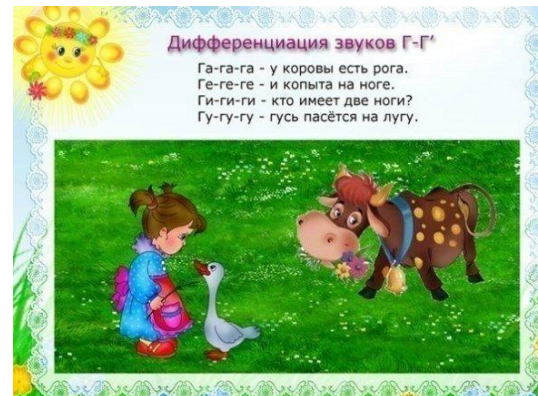 Дифференциация звуков Г-Г’
Га-га-га - у коровы есть рога.
Ге-ге-ге - и копыта на ноге.
Ги-ги-ги - кто имеет две ноги?
Гу-гу-гу - гусь пасётся на лугу.